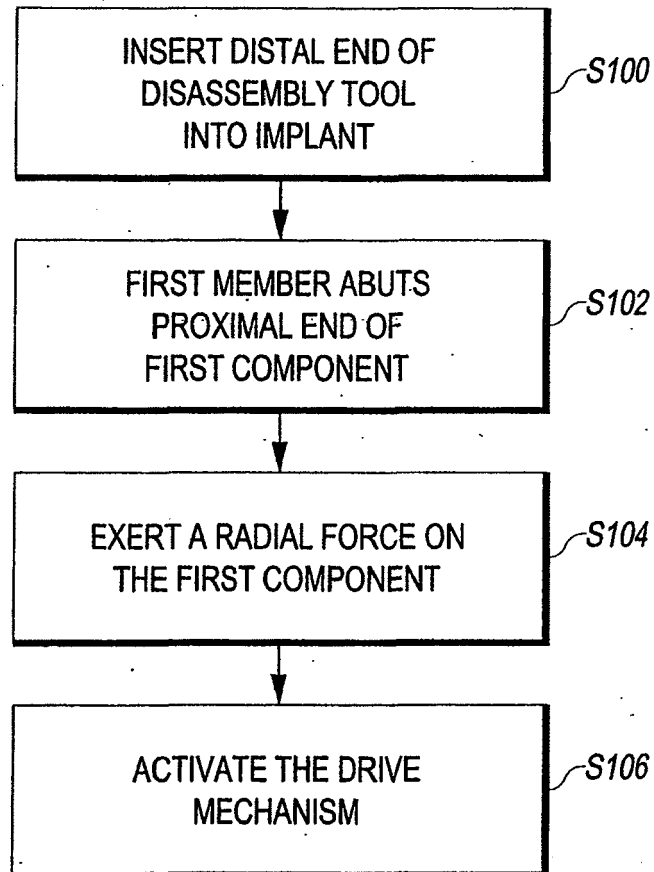 INSERT DISTAL END OF
DISASSEMBLY TOOL
INTO IMPLANT
S100
FIRST MEMBER ABUTS
PROXIMAL END OF
FIRST COMPONENT
S102
EXERT A RADIAL FORCE ON
THE FIRST COMPONENT
S104
ACTIVATE THE DRIVE
MECHANISM
S106